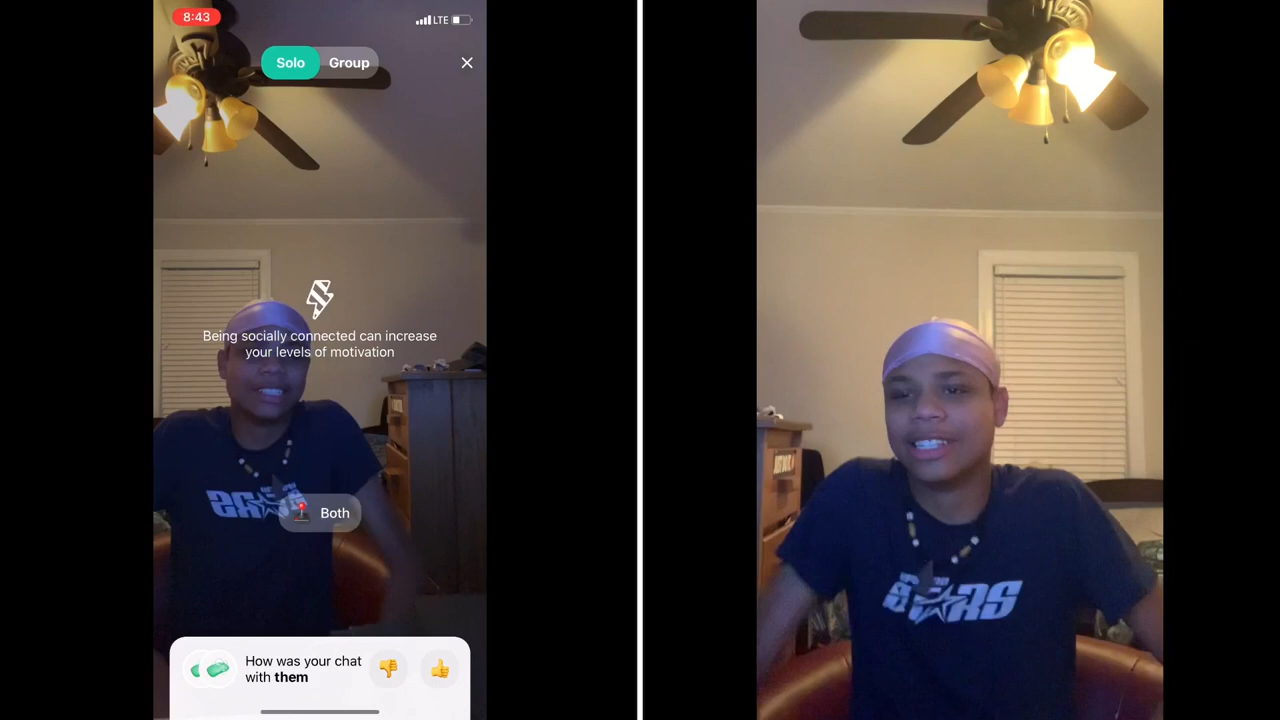 8:43
LTE
Solo
Group
Being socially connected can increase
your levels of motivation
Both
How was your chat
with them